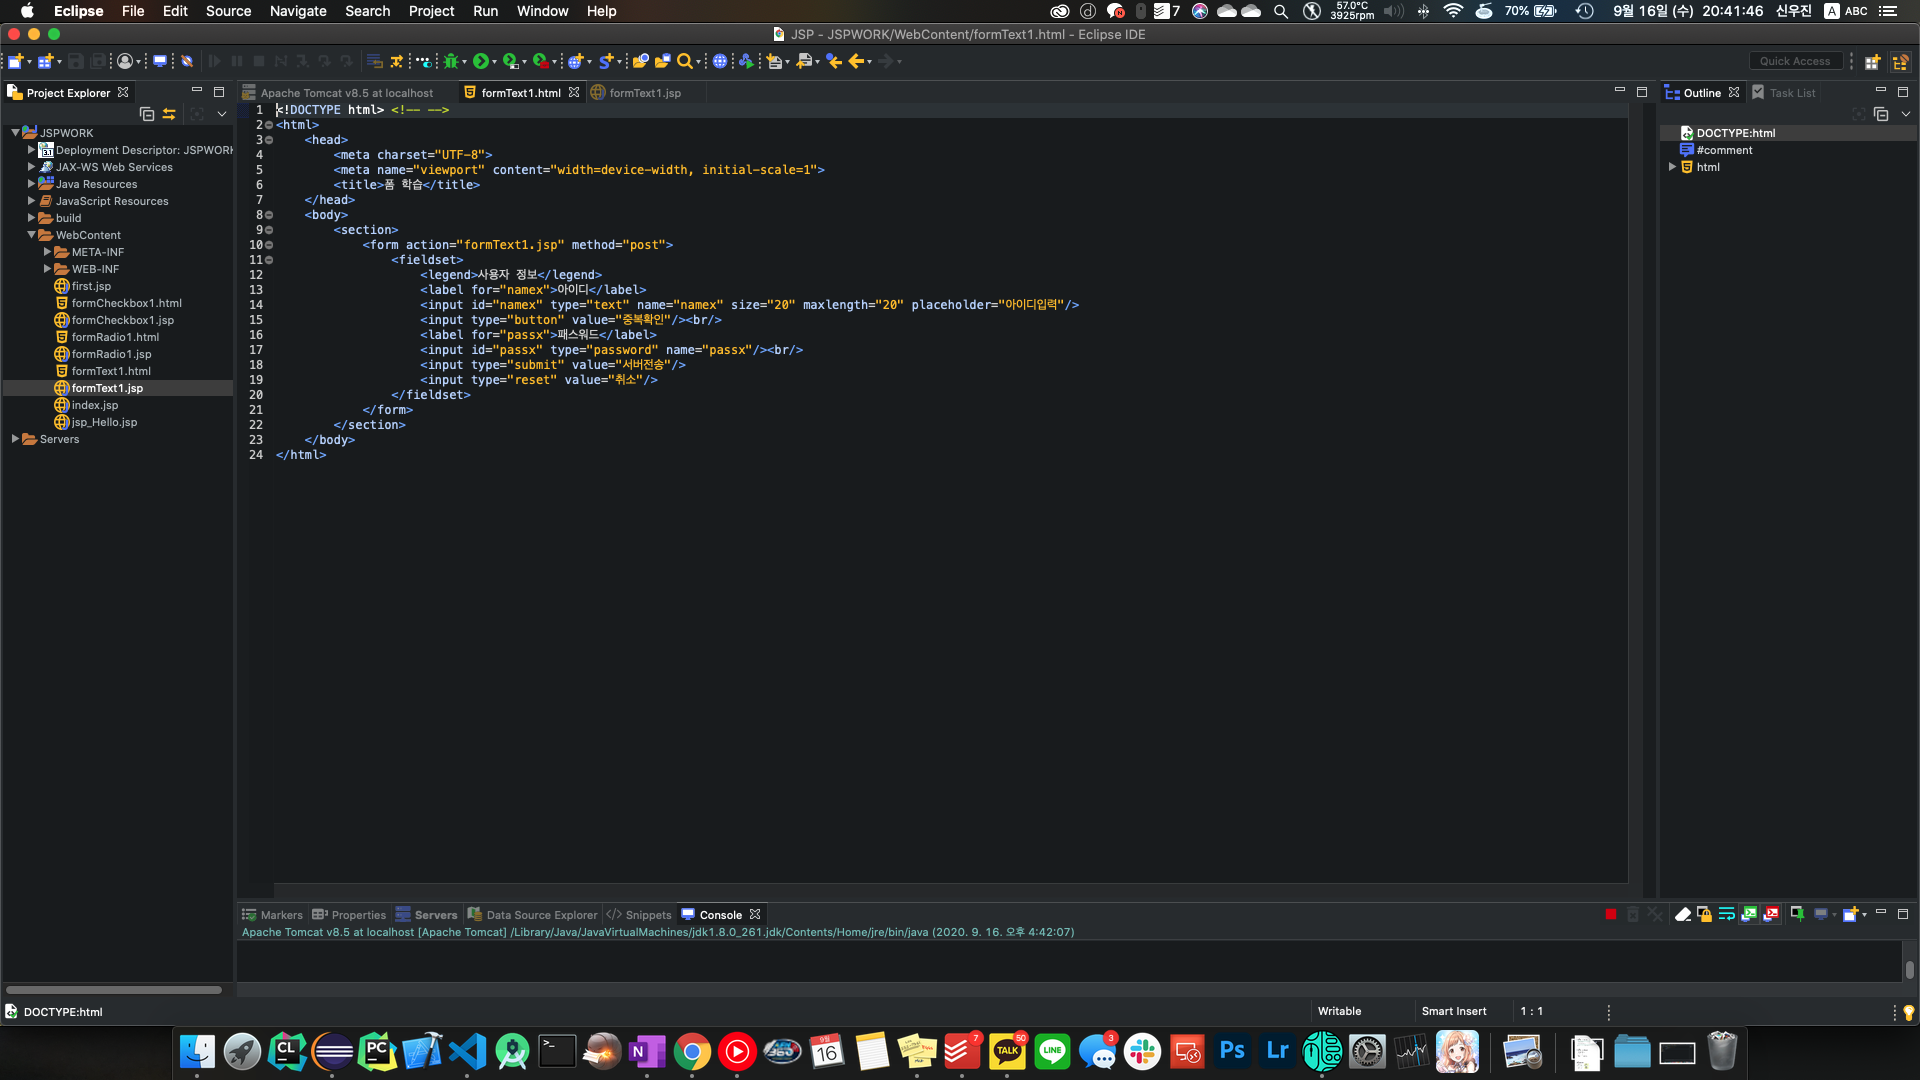 Eclipse File Edit Source Navigate Search Project Run Window Help
7 57.0°C 3925rpm 70% 9월 16일 (수) 20:41:46 신우진 A ABC
JSP - JSPWORK/WebContent/formText1.html - Eclipse IDE
Quick Access
Project Explorer
JSPWORK
Deployment Descriptor: JSPWORK
JAX-WS Web Services
Java Resources
JavaScript Resources
build
WebContent
META-INF
WEB-INF
first.jsp
formCheckbox1.html
formCheckbox1.jsp
formRadio1.html
formRadio1.jsp
formText1.html
formText1.jsp
index.jsp
jsp_Hello.jsp
Servers
Apache Tomcat v8.5 at localhost formText1.html formText1.jsp
1 <!DOCTYPE html> <!-- -->
2 <html>
3 <head>
4 <meta charset="UTF-8">
5 <meta name="viewport" content="width=device-width, initial-scale=1">
6 <title>폼 학습</title>
7 </head>
8 <body>
9 <section>
10 <form action="formText1.jsp" method="post">
11 <fieldset>
12 <legend>사용자 정보</legend>
13 <label for="namex">아이디</label>
14 <input id="namex" type="text" name="namex" size="20" maxlength="20" placeholder="아이디입력"/>
15 <input type="button" value="중복확인"/><br/>
16 <label for="passx">패스워드</label>
17 <input id="passx" type="password" name="passx"/><br/>
18 <input type="submit" value="서버전송"/>
19 <input type="reset" value="취소"/>
20 </fieldset>
21 </form>
22 </section>
23 </body>
24 </html>
Outline Task List
DOCTYPE:html
#comment
html
Markers Properties Servers Data Source Explorer Snippets Console
Apache Tomcat v8.5 at localhost [Apache Tomcat] /Library/Java/JavaVirtualMachines/jdk1.8.0_261.jdk/Contents/Home/jre/bin/java (2020. 9. 16. 오후 4:42:07)
DOCTYPE:html Writable Smart Insert 1 : 1
CL PC N 360 9월 16 7 TALK 50 LINE 3 Ps Lr